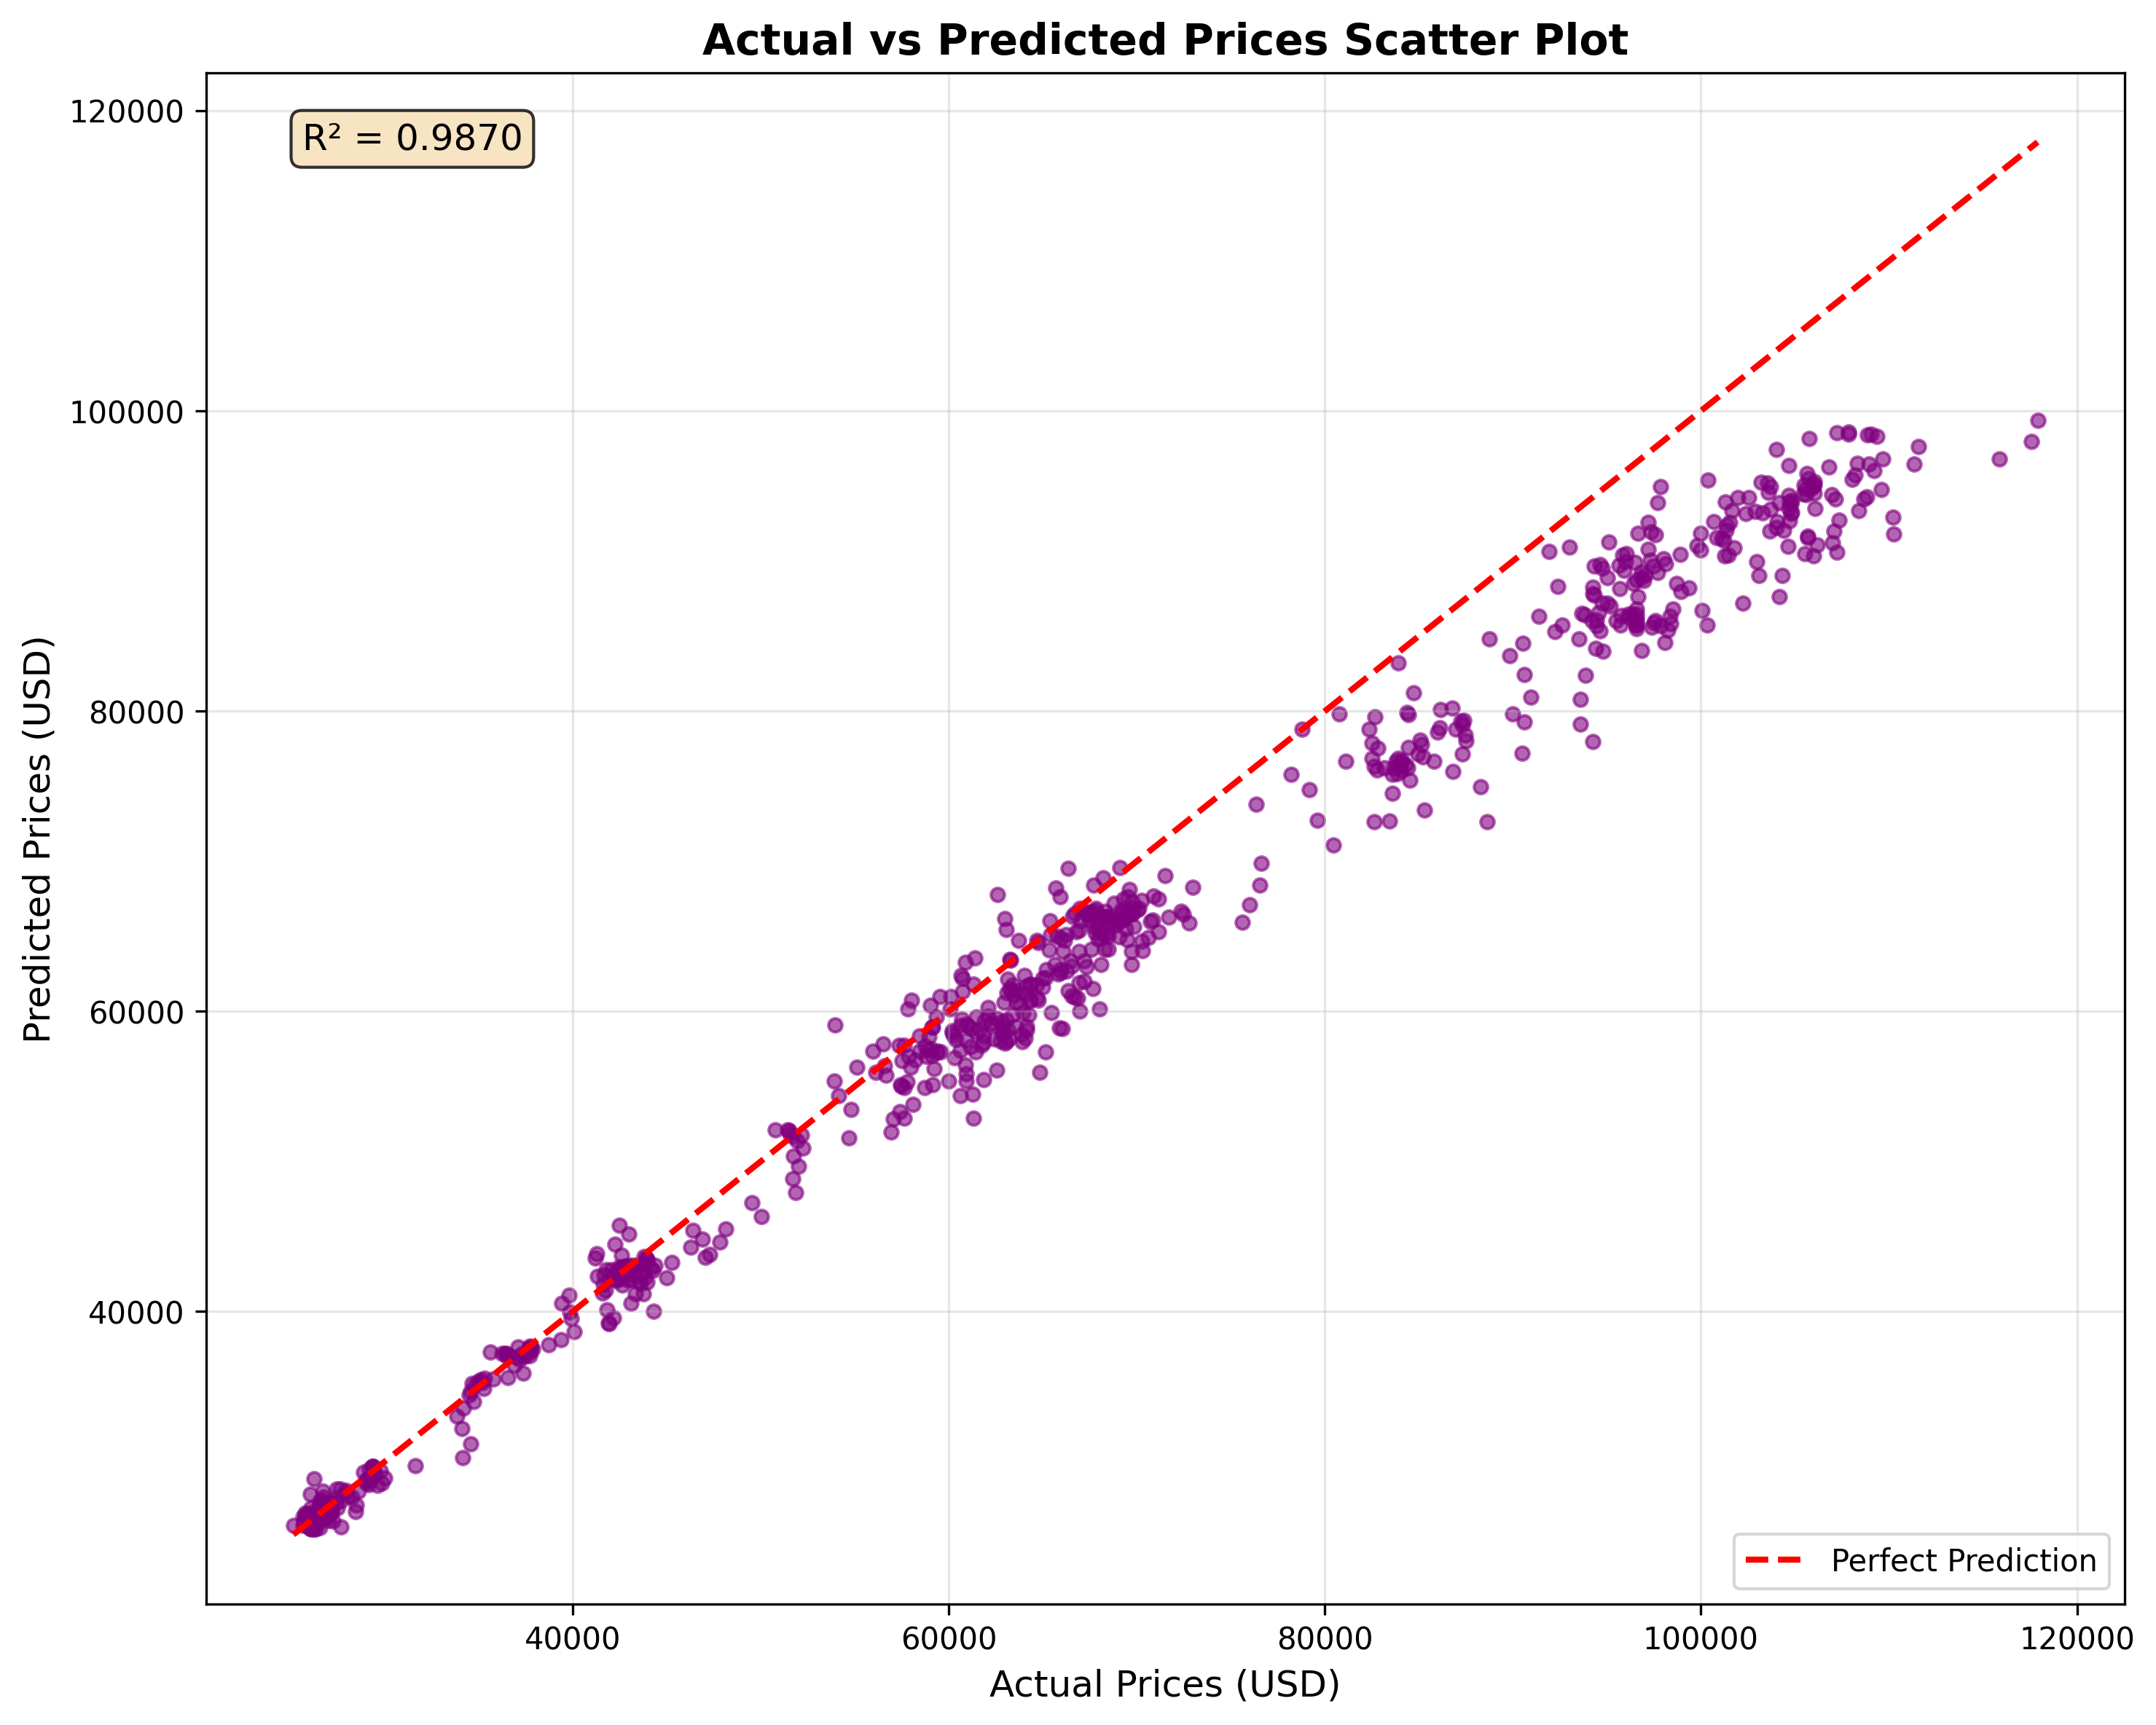 Actual vs Predicted Prices Scatter Plot
R² = 0.9870
120000
100000
80000
60000
40000
Predicted Prices (USD)
Perfect Prediction
40000 60000 80000 100000 120000
Actual Prices (USD)